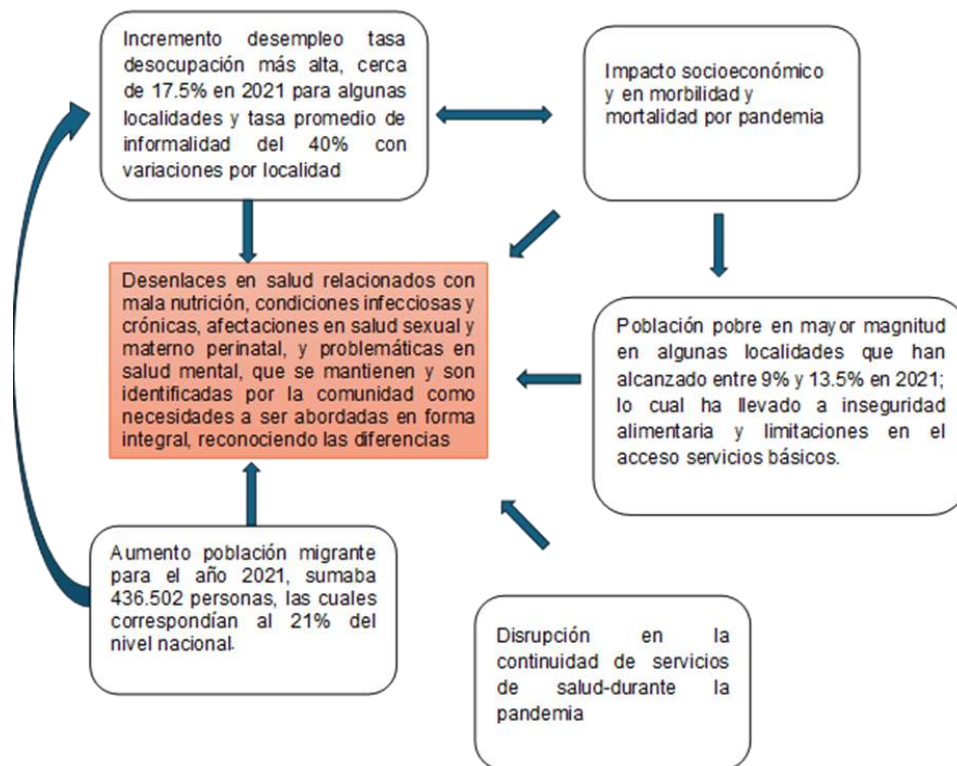 Incremento desempleo tasa
desocupación más alta, cerca
de 17.5% en 2021 para algunas
localidades y tasa promedio de
informalidad del 40% con
variaciones por localidad
Impacto socioeconómico
y en morbilidad y
mortalidad por pandemia
Desenlaces en salud relacionados con
mala nutrición, condiciones infecciosas y
crónicas, afectaciones en salud sexual y
materno perinatal, y problemáticas en
salud mental, que se mantienen y son
identificadas por la comunidad como
necesidades a ser abordadas en forma
integral, reconociendo las diferencias
Población pobre en mayor magnitud
en algunas localidades que han
alcanzado entre 9% y 13.5% en 2021;
lo cual ha llevado a inseguridad
alimentaria y limitaciones en el
acceso servicios básicos.
Aumento población migrante
para el año 2021, sumaba
436.502 personas, las cuales
correspondían al 21% del
nivel nacional.
Disrupción en la
continuidad de servicios
de salud-durante la
pandemia